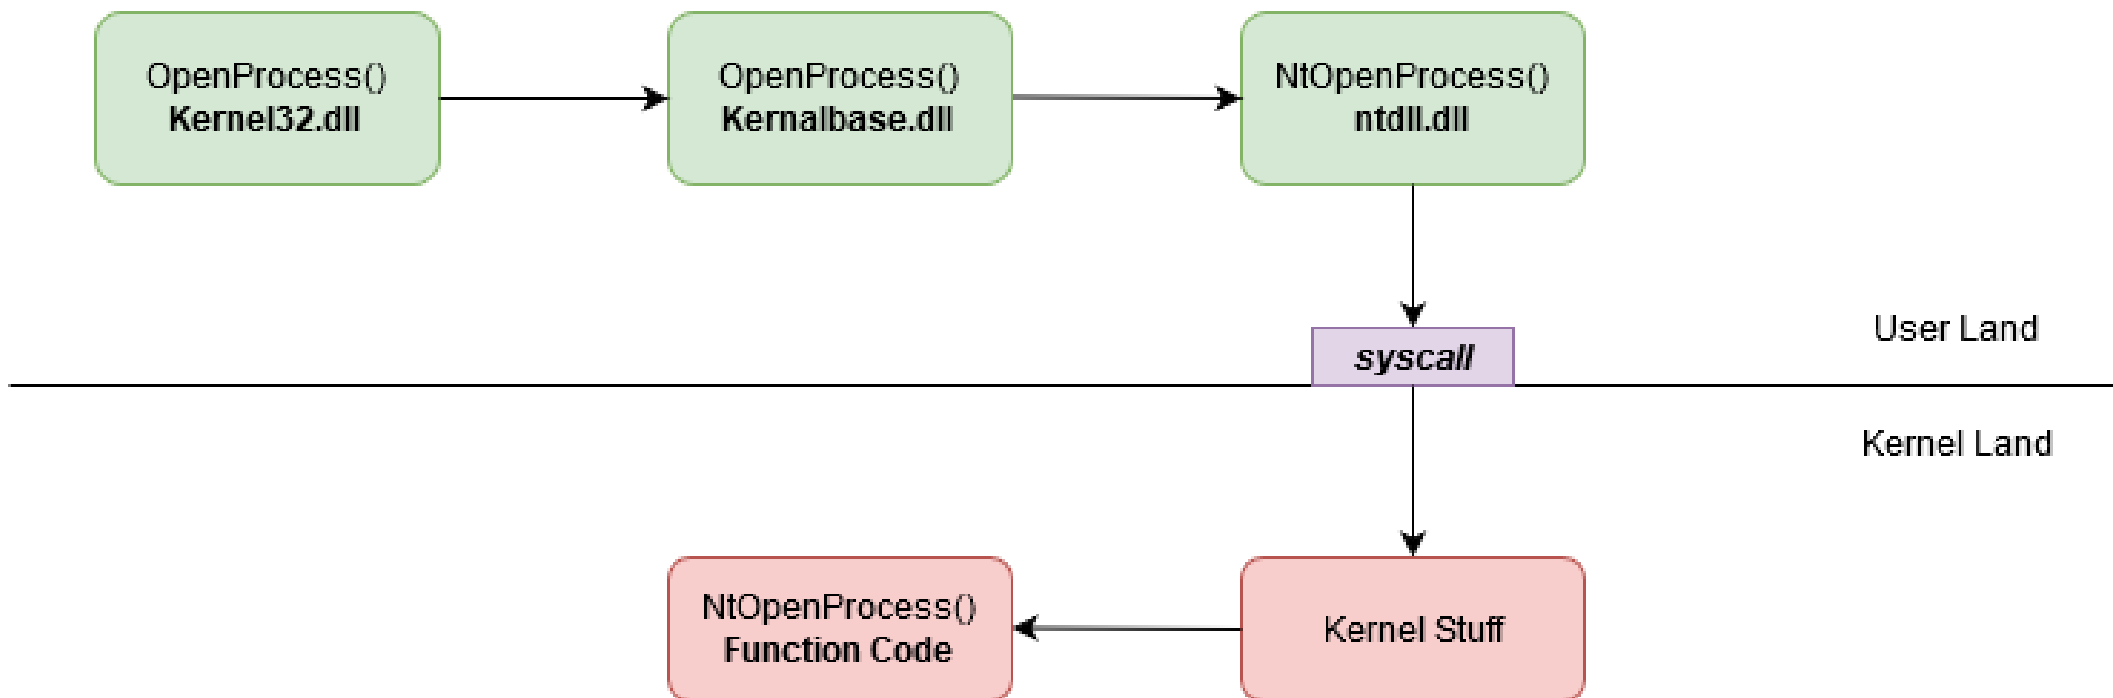 OpenProcess()
Kernel32.dll
OpenProcess()
Kernalbase.dll
NtOpenProcess()
ntdll.dll
syscall
User Land
Kernel Land
NtOpenProcess()
Function Code
Kernel Stuff